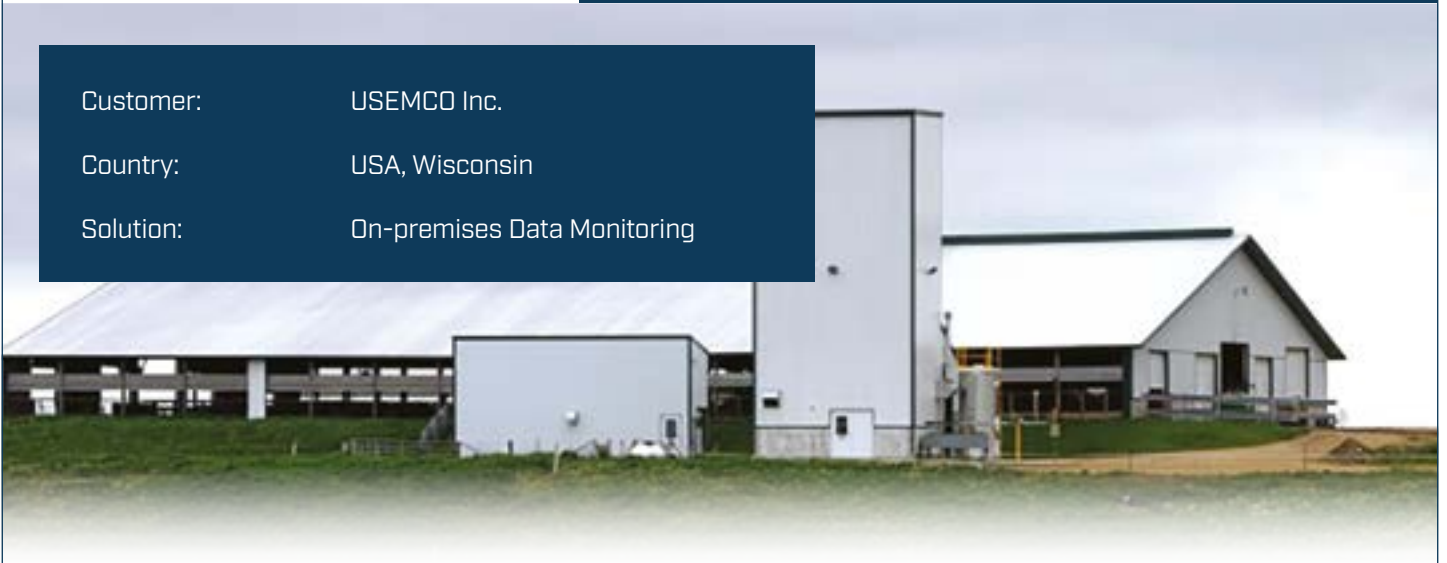 Customer: USEMCO Inc.
Country: USA, Wisconsin
Solution: On-premises Data Monitoring